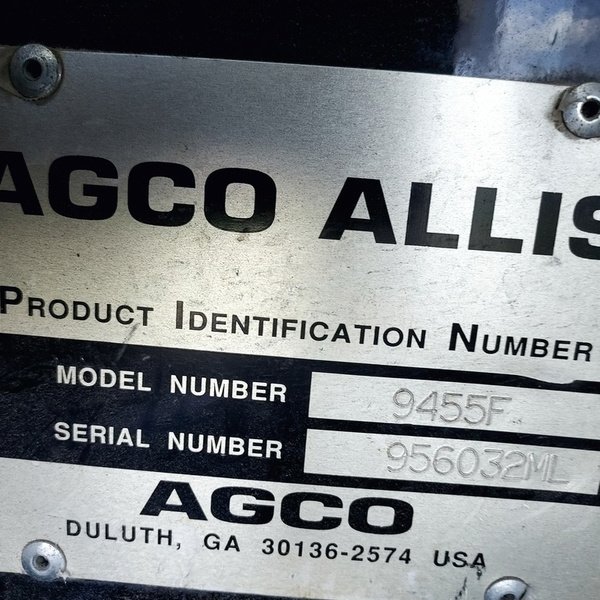 AGCO ALLIS
PRODUCT IDENTIFICATION NUMBER
MODEL NUMBER 9455F
SERIAL NUMBER 956032ML
AGCO
DULUTH, GA 30136-2574 USA